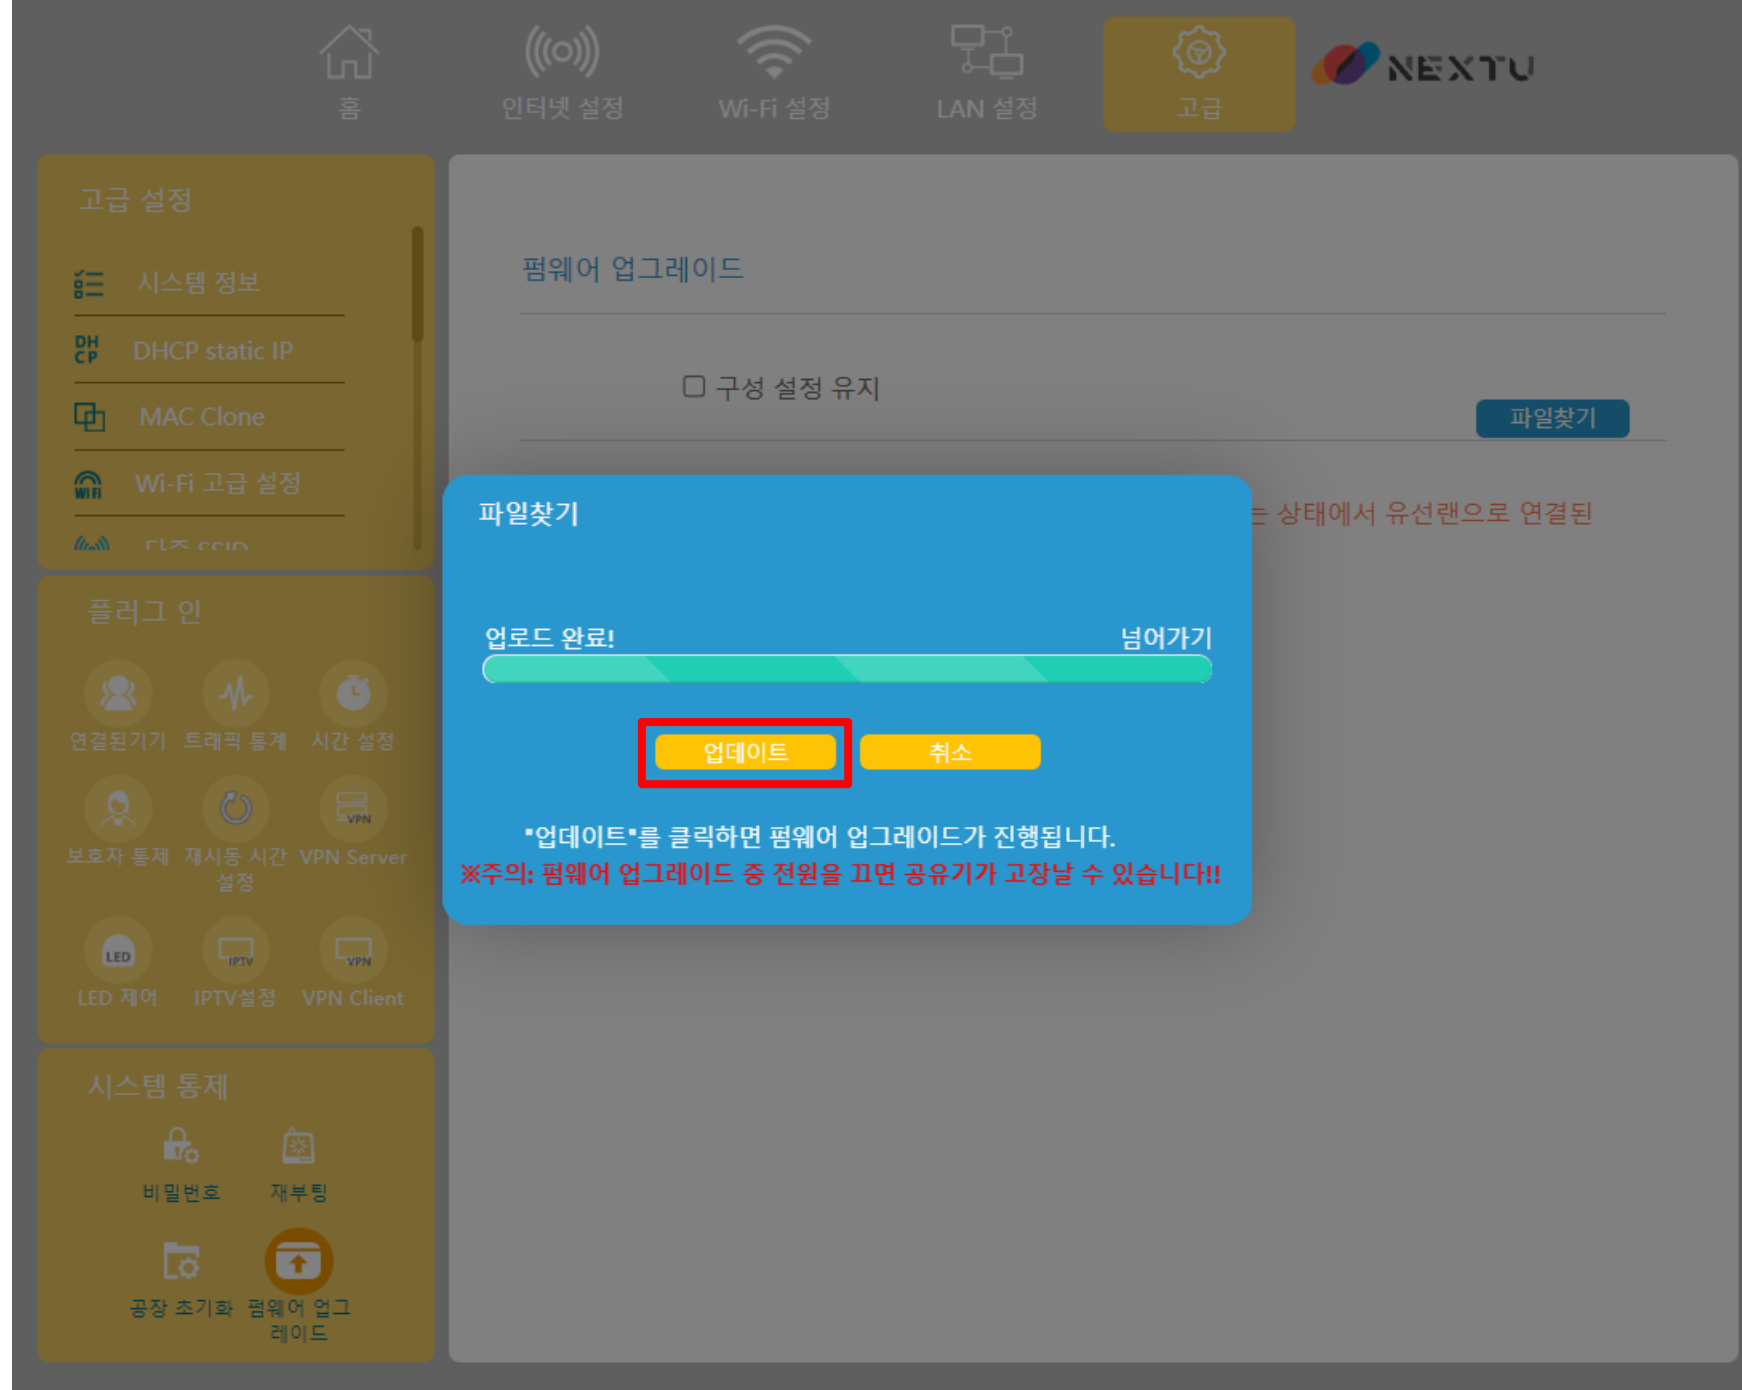 홈
인터넷 설정
Wi-Fi 설정
LAN 설정
고급
NEXTU
고급 설정
시스템 정보
DHCP
DHCP static IP
MAC Clone
WI FI
Wi-Fi 고급 설정
SSID
플러그 인
연결된기기
트래픽 통계
시간 설정
보호자 통제
재시동 시간
설정
VPN
VPN Server
LED
LED 제어
IPTV
IPTV설정
VPN
VPN Client
시스템 통제
비밀번호
재부팅
공장 초기화
펌웨어 업그
레이드
펌웨어 업그레이드
구성 설정 유지
파일찾기
는 상태에서 유선랜으로 연결된
파일찾기
업로드 완료!
넘어가기
업데이트
취소
"업데이트"를 클릭하면 펌웨어 업그레이드가 진행됩니다.
※주의: 펌웨어 업그레이드 중 전원을 끄면 공유기가 고장날 수 있습니다!!